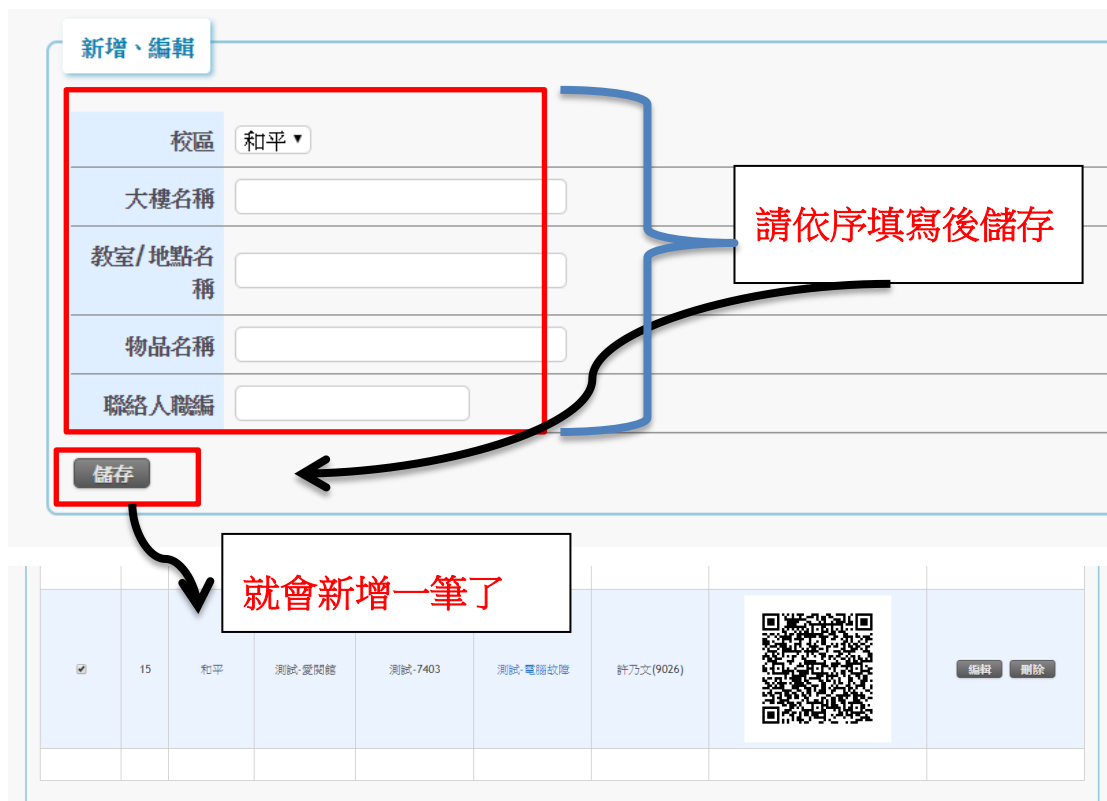 新增、編輯
校區 和平
大樓名稱
教室/地點名
稱
物品名稱
聯絡人職編
請依序填寫後儲存
儲存
就會新增一筆了
15 和平 測試-愛閱館 測試-7403 測試-電腦故障 許乃文(9026) 編輯 刪除